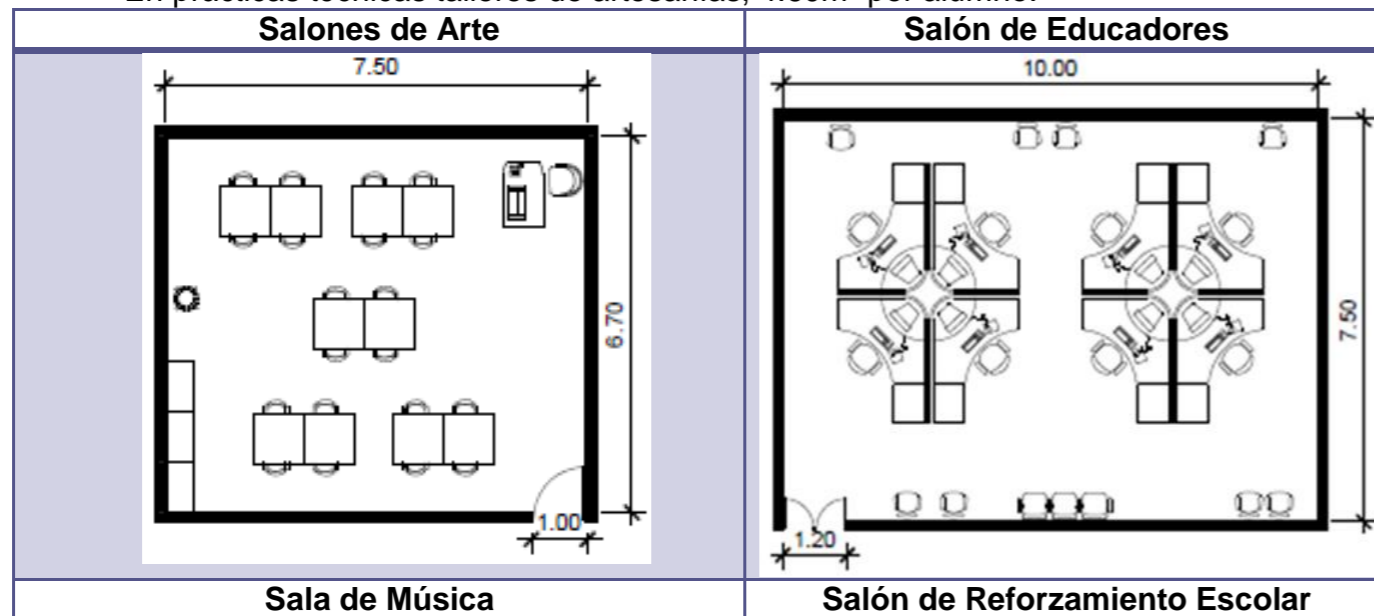 Salones de Arte
Salón de Educadores
7.50
10.00
6.70
7.50
1.00
1.20
Sala de Música
Salón de Reforzamiento Escolar